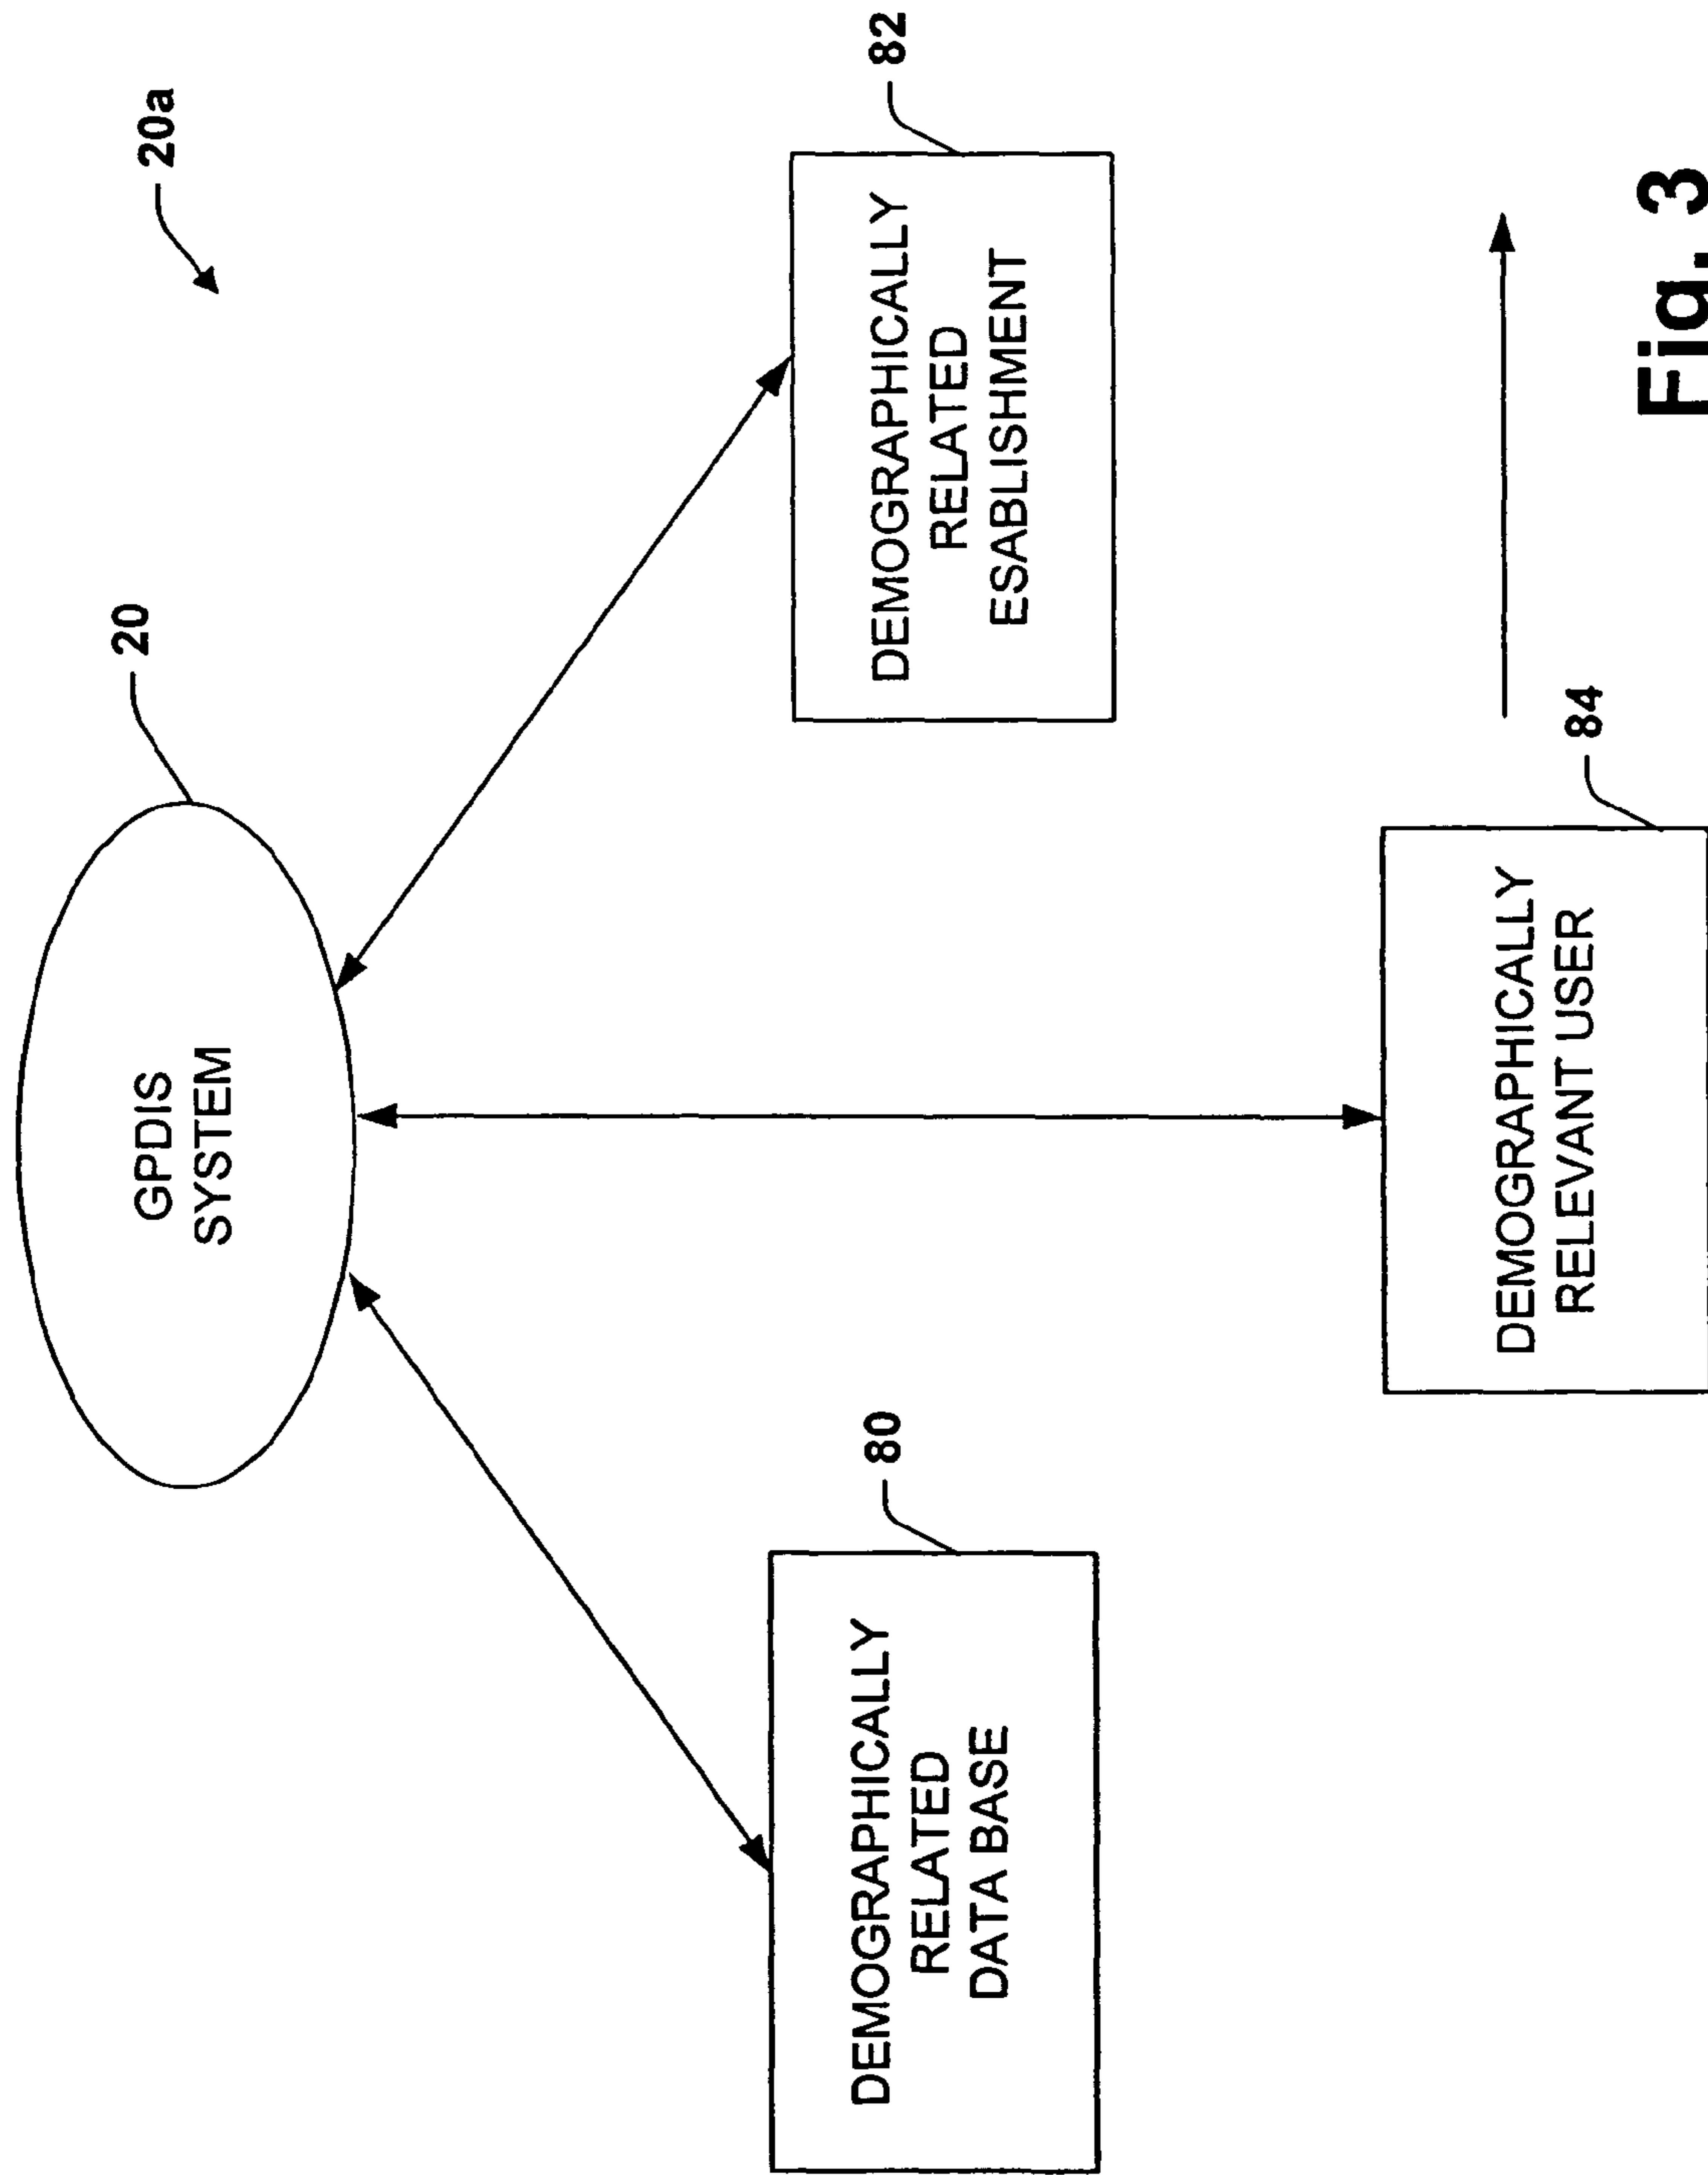 20a
20
GPDIS
SYSTEM
80
DEMOGRAPHICALLY
RELATED
DATA BASE
82
DEMOGRAPHICALLY
RELATED
ESABLISHMENT
84
DEMOGRAPHICALLY
RELEVANT USER
Fig. 3